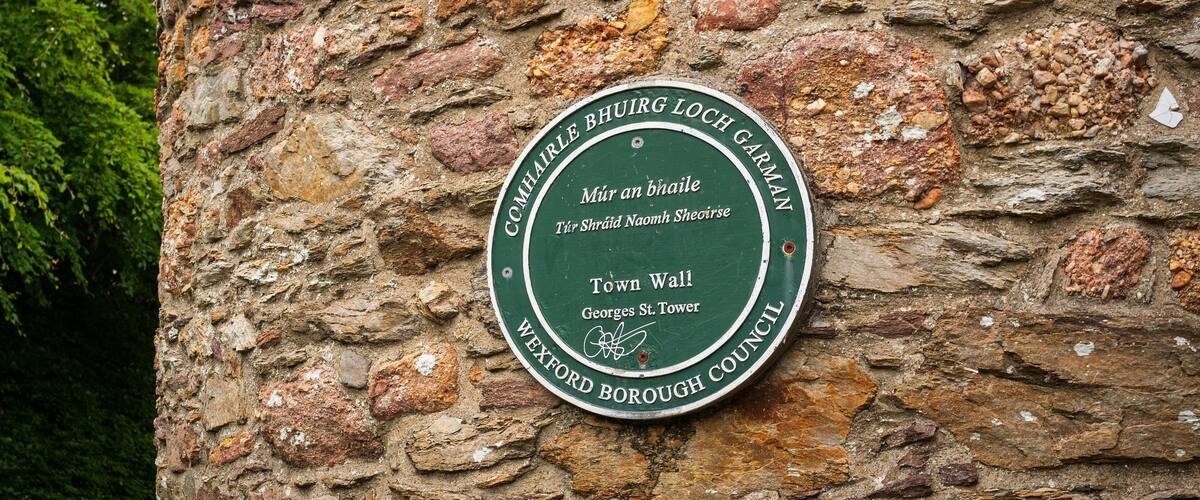 COMHAIRLE BHUIRG LOCH GARMAN
Múr an bhaile
Túr Shráid Naomh Sheoirse
Town Wall
Georges St. Tower
WEXFORD BOROUGH COUNCIL